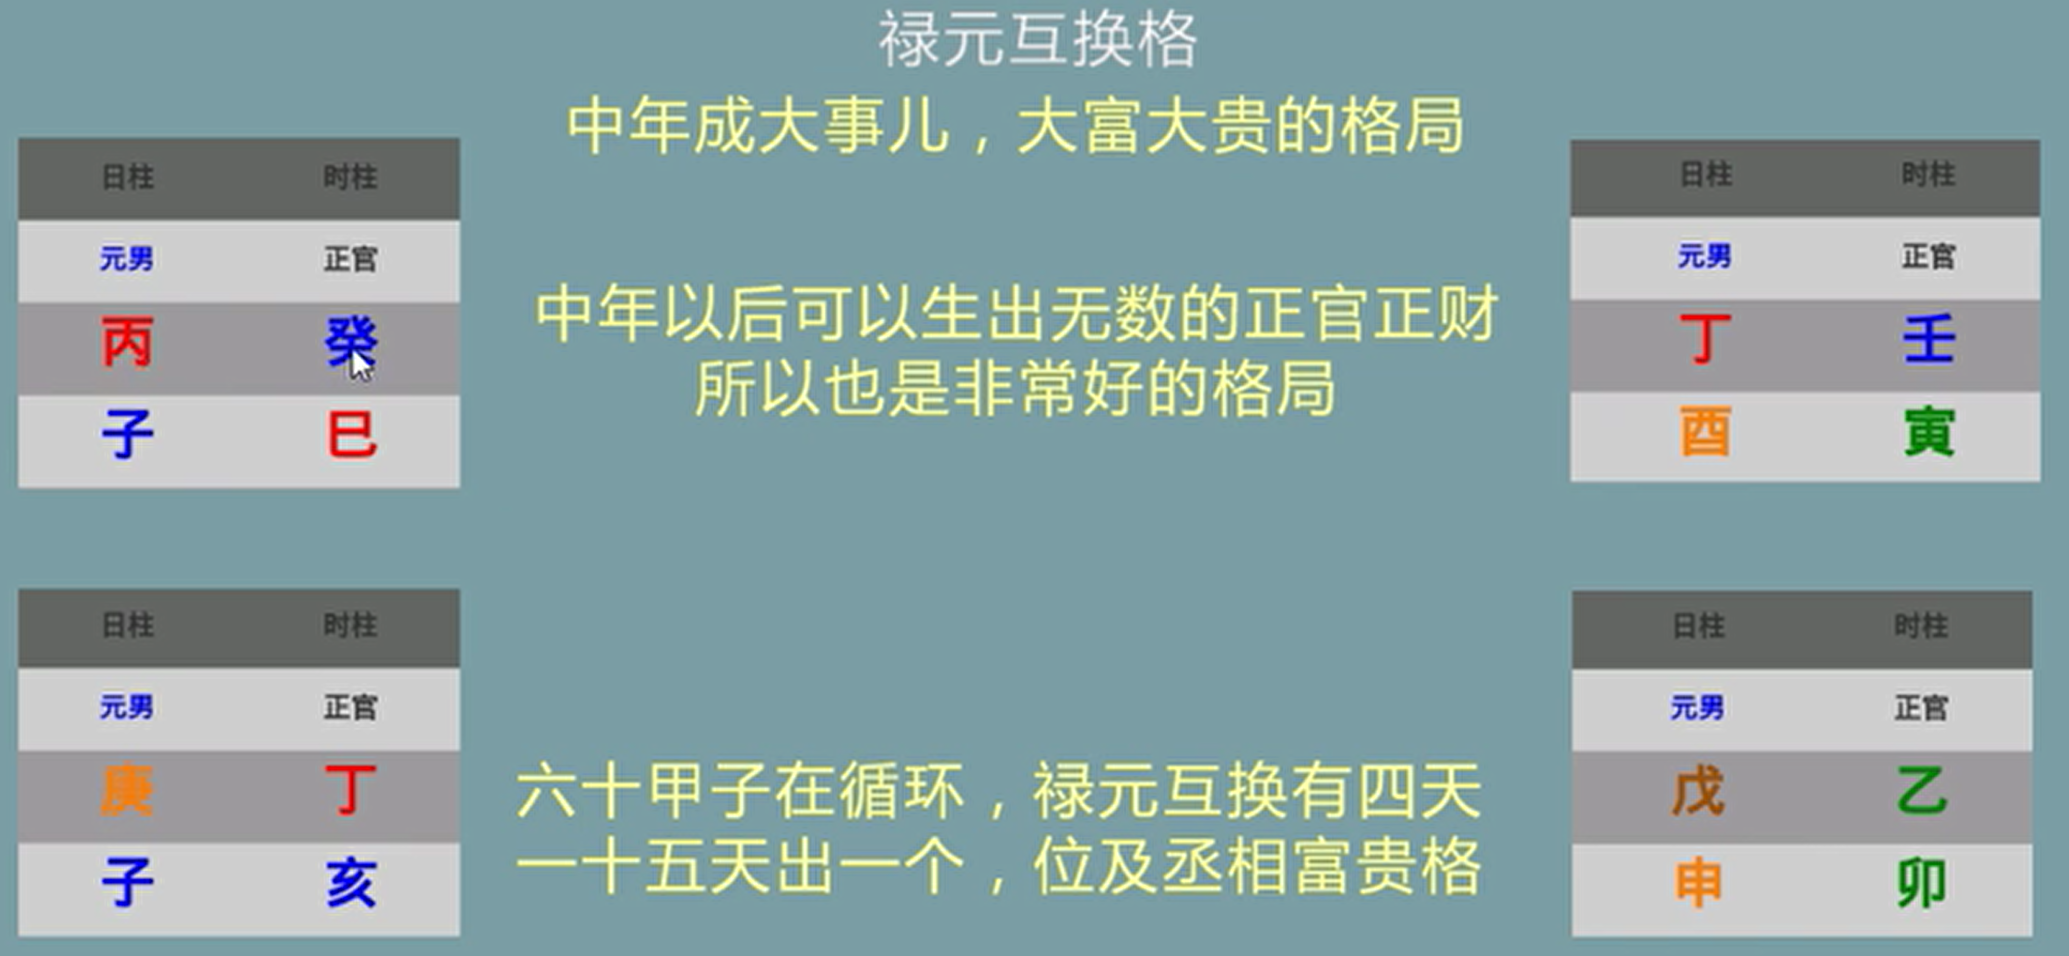 禄元互换格
中年成大事儿，大富大贵的格局
日柱 时柱
元男 正官
丙 癸
子 巳
中年以后可以生出无数的正官正财
所以也是非常好的格局
日柱 时柱
元男 正官
丁 壬
酉 寅
日柱 时柱
元男 正官
庚 丁
子 亥
六十甲子在循环，禄元互换有四天
一十五天出一个，位及丞相富贵格
日柱 时柱
元男 正官
戊 乙
申 卯